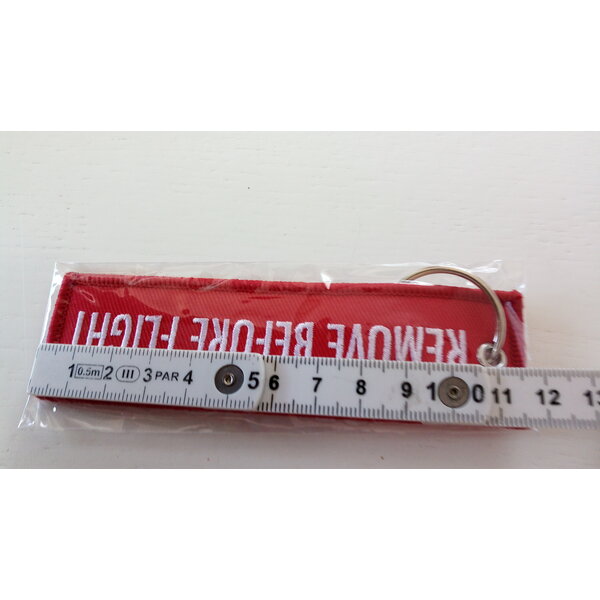 REMOVE BEFORE FLIGHT
1 0.5m 2 III 3 PAR 4 5 6 7 8 9 10 11 12 13